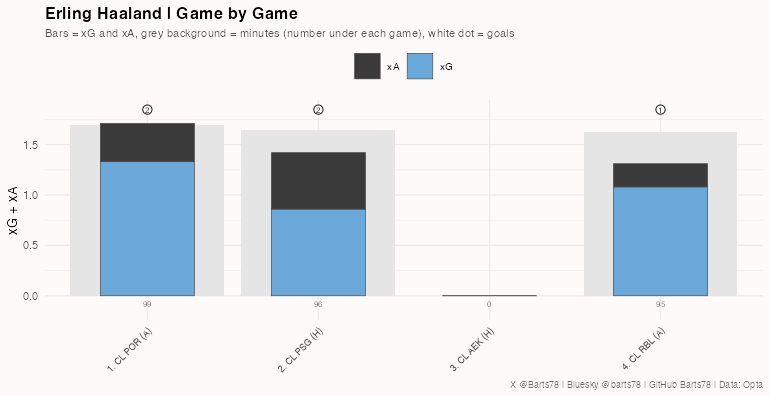 Erling Haaland | Game by Game
Bars = xG and xA, grey background = minutes (number under each game), white dot = goals
xA xG
2 2 1
xG + xA
1.5
1.0
0.5
0.0
99 96 0 95
1. CL POR (A) 2. CL PSG (H) 3. CL AEK (H) 4. CL RBL (A)
X @Barts78 | Bluesky @barts78 | GitHub Barts78 | Data: Opta